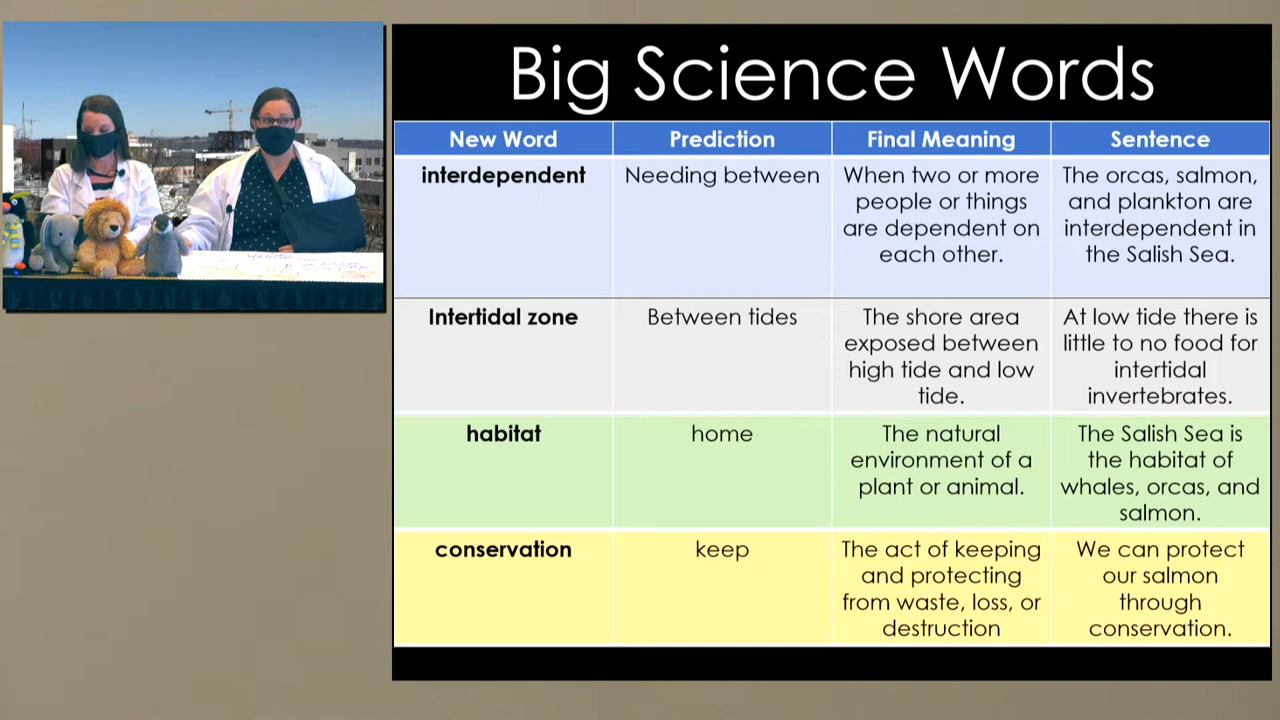 Big Science Words
New Word Prediction Final Meaning Sentence
interdependent
Needing between
When two or more
people or things
are dependent on
each other.
The orcas, salmon,
and plankton are
interdependent in
the Salish Sea.
Intertidal zone
Between tides
The shore area
exposed between
high tide and low
tide.
At low tide there is
little to no food for
intertidal
invertebrates.
habitat
home
The natural
environment of a
plant or animal.
The Salish Sea is
the habitat of
whales, orcas, and
salmon.
conservation
keep
The act of keeping
and protecting
from waste, loss, or
destruction
We can protect
our salmon
through
conservation.